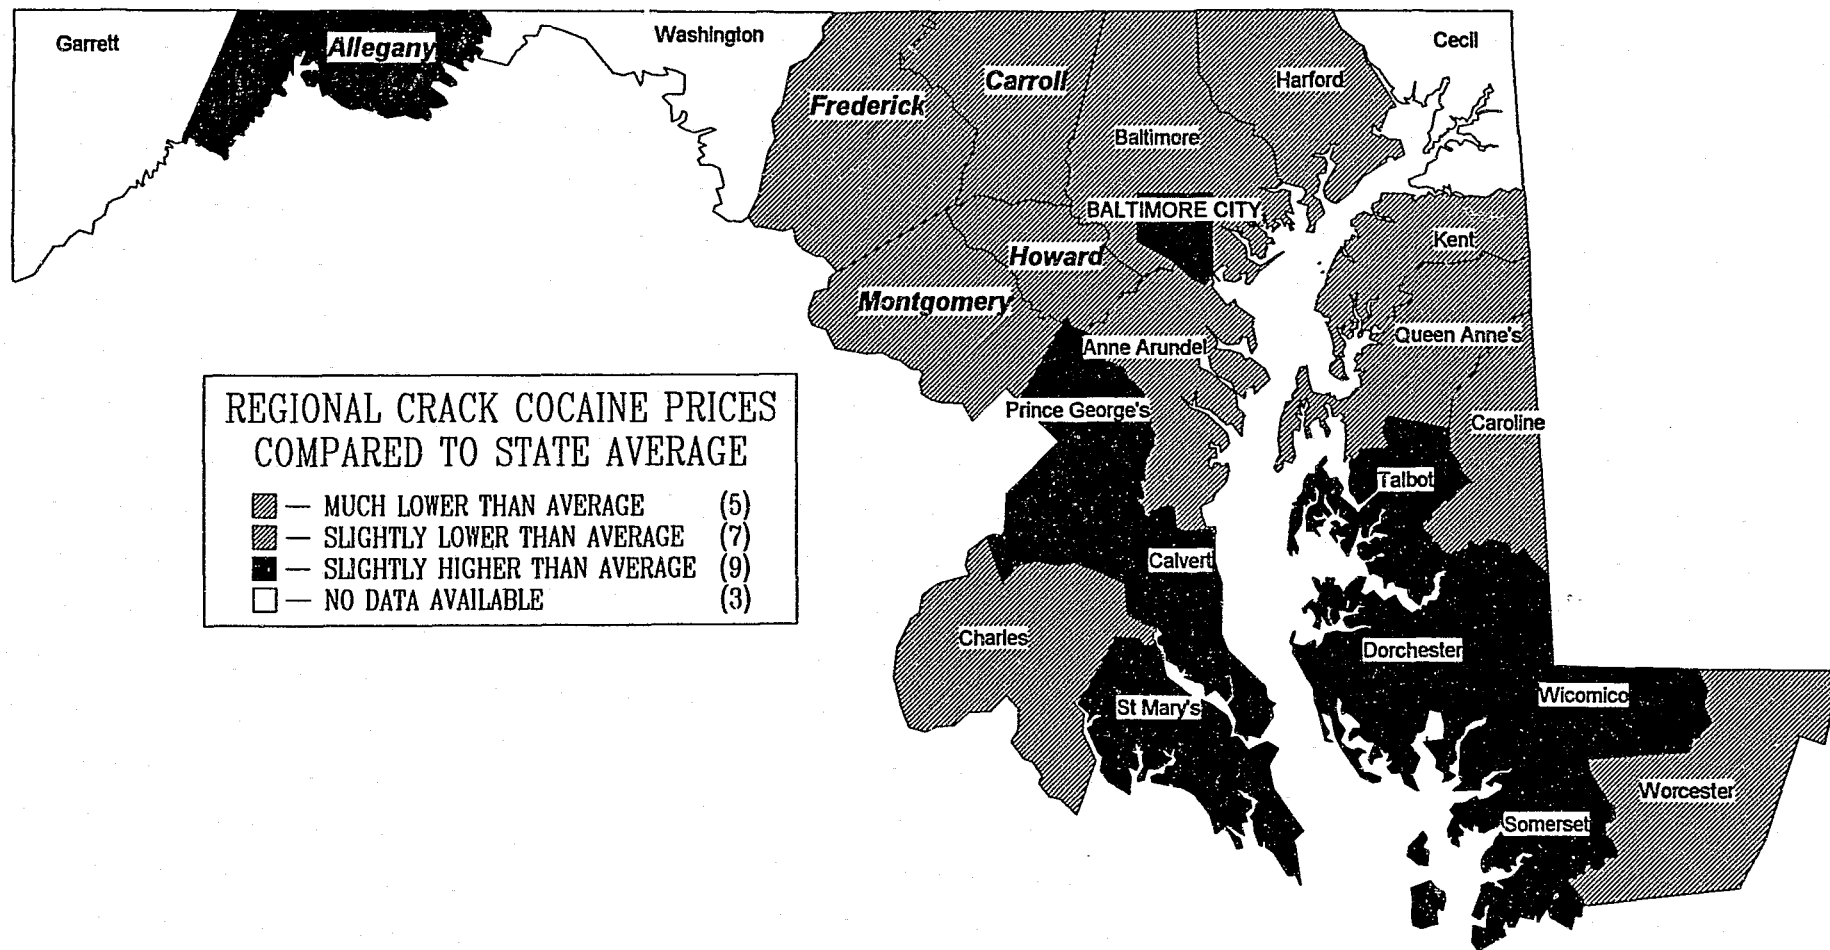 Garrett
Allegany
Washington
Cecil
Frederick
Carroll
Harford
Baltimore
BALTIMORE CITY
Howard
Kent
Montgomery
Queen Anne's
Anne Arundel
Prince George's
Caroline
Talbot
Calvert
Charles
Dorchester
St Mary's
Wicomico
Worcester
Somerset
REGIONAL CRACK COCAINE PRICES
COMPARED TO STATE AVERAGE
— MUCH LOWER THAN AVERAGE (5)
— SLIGHTLY LOWER THAN AVERAGE (7)
— SLIGHTLY HIGHER THAN AVERAGE (9)
— NO DATA AVAILABLE (3)